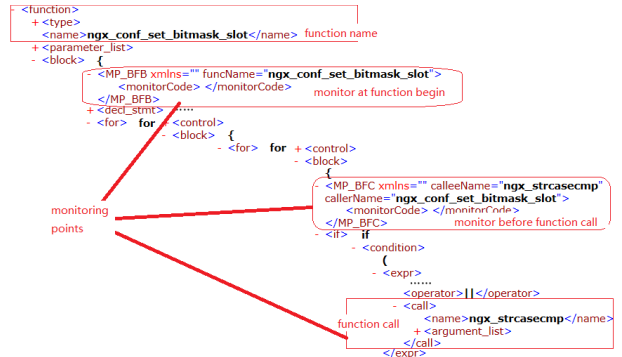 - <function>
+ <type>
<name>ngx_conf_set_bitmask_slot</name> function name
+ <parameter_list>
- <block> {
- <MP_BFB xmlns="" funcName="ngx_conf_set_bitmask_slot">
<monitorCode> </monitorCode>
</MP_BFB> monitor at function begin
+ <decl_stmt> ......
- <for> for + <control>
- <block> {
- <for> for + <control>
- <block>
{
- <MP_BFC xmlns="" calleeName="ngx_strcasecmp"
callerName="ngx_conf_set_bitmask_slot">
monitoring
<monitorCode> </monitorCode>
points
</MP_BFC> monitor before function call
- <if> if
- <condition>
(
- <expr>
......
<operator>||</operator>
- <call>
<name>ngx_strcasecmp</name>
function call
+ <argument_list>
</call>
</expr>